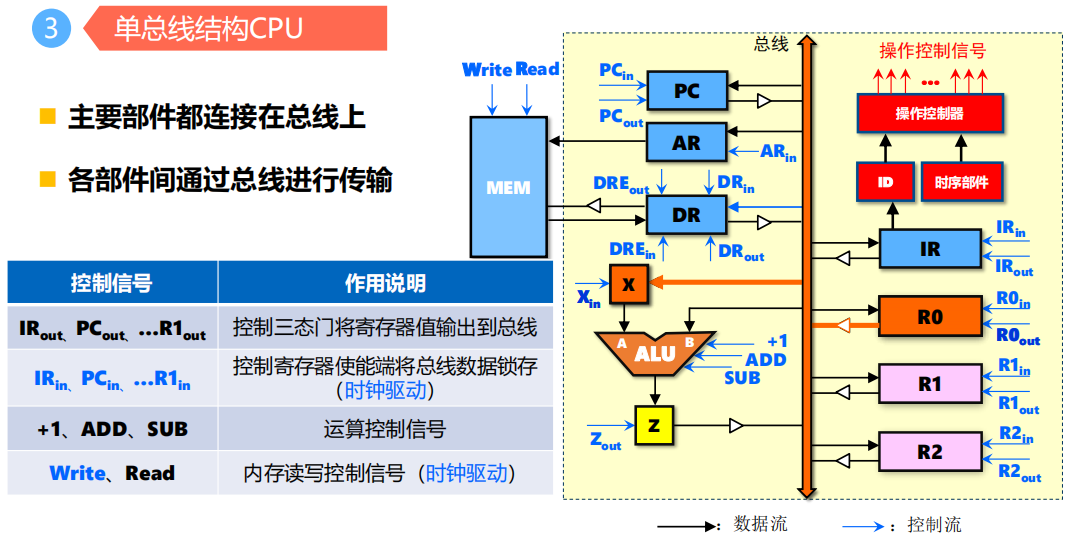 3 单总线结构CPU
主要部件都连接在总线上
各部件间通过总线进行传输
控制信号 作用说明
IRout、PCout、…R1out 控制三态门将寄存器值输出到总线
IRin、PCin、…R1in 控制寄存器使能端将总线数据锁存
（时钟驱动）
+1、ADD、SUB 运算控制信号
Write、Read 内存读写控制信号（时钟驱动）
总线
Write Read
MEM
PCin
PC
PCout
AR
ARin
DREout DRin
DR
DREin DRout
X
Xin
A B
ALU
+1
ADD
SUB
Z
Zout
操作控制信号
…
操作控制器
ID 时序部件
IR
IRin
IRout
R0
R0in
R0out
R1
R1in
R1out
R2
R2in
R2out
：数据流 ：控制流